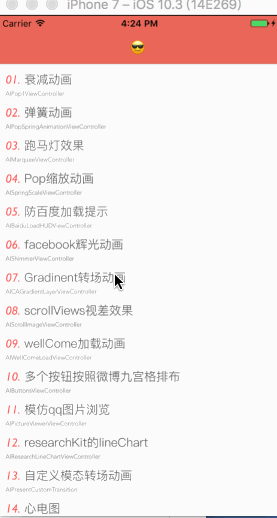 iPhone 7 – iOS 10.3 (14E269)
Carrier 4:24 PM
01. 衰减动画
AIPop1ViewController
02. 弹簧动画
AIPopSpringAnimationViewController
03. 跑马灯效果
AIMarqueeViewController
04. Pop缩放动画
AISpringScaleViewController
05. 防百度加载提示
AIBaiduLoadHUDViewController
06. facebook辉光动画
AIShimmerViewController
07. Gradinent转场动画
AICAGradientLayerViewController
08. scrollViews视差效果
AIScrollImageViewController
09. wellCome加载动画
AIWellComeLoadViewController
10. 多个按钮按照微博九宫格排布
AIButtonsViewController
11. 模仿qq图片浏览
AIPictureViewerViewController
12. researchKit的lineChart
AIResearchLineChartViewController
13. 自定义模态转场动画
AIPresentCustomTransition
14. 心电图